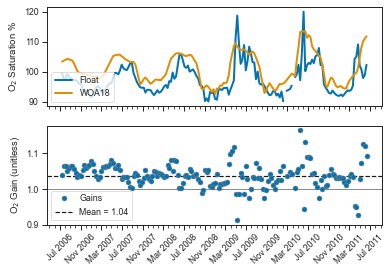 120
110
100
90
O₂ Saturation %
Float
WOA18
1.1
1.0
0.9
O₂ Gain (unitless)
Gains
Mean = 1.04
Jul 2006
Nov 2006
Mar 2007
Jul 2007
Nov 2007
Mar 2008
Jul 2008
Nov 2008
Mar 2009
Jul 2009
Nov 2009
Mar 2010
Jul 2010
Nov 2010
Mar 2011
Jul 2011